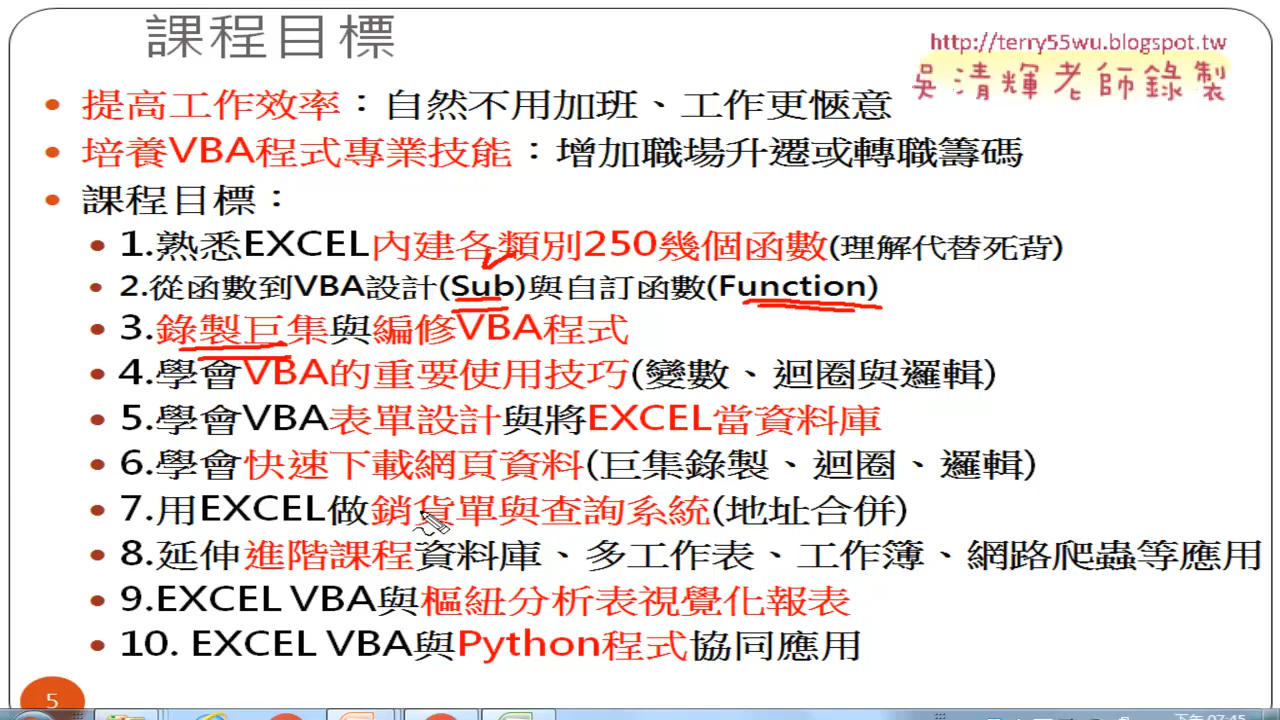 課程目標
http://terry55wu.blogspot.tw
吳清輝老師錄製
• 提高工作效率：自然不用加班、工作更愜意
• 培養VBA程式專業技能：增加職場升遷或轉職籌碼
• 課程目標：
• 1.熟悉EXCEL內建各類別250幾個函數(理解代替死背)
• 2.從函數到VBA設計(Sub)與自訂函數(Function)
• 3.錄製巨集與編修VBA程式
• 4.學會VBA的重要使用技巧(變數、迴圈與邏輯)
• 5.學會VBA表單設計與將EXCEL當資料庫
• 6.學會快速下載網頁資料(巨集錄製、迴圈、邏輯)
• 7.用EXCEL做銷貨單與查詢系統(地址合併)
• 8.延伸進階課程資料庫、多工作表、工作簿、網路爬蟲等應用
• 9.EXCEL VBA與樞紐分析表視覺化報表
• 10. EXCEL VBA與Python程式協同應用
5
下午 07:45